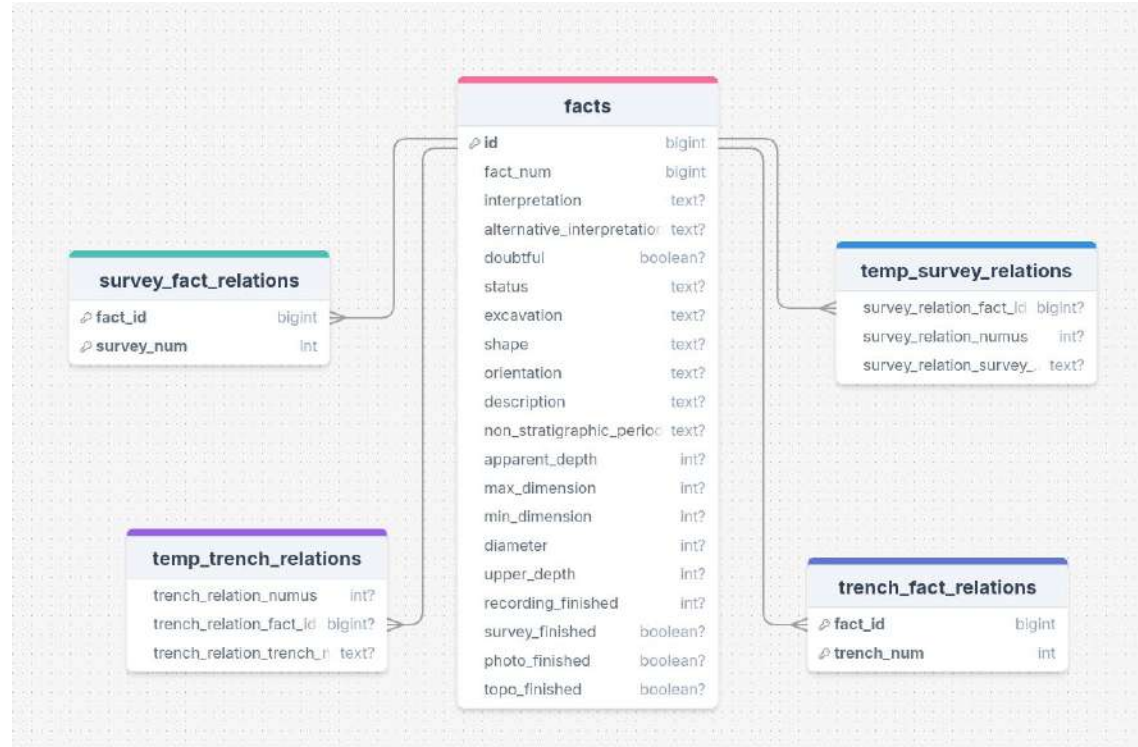 facts
id bigint
fact_num bigint
interpretation text?
alternative_interpretatio text?
doubtful boolean?
status text?
excavation text?
shape text?
orientation text?
description text?
non_stratigraphic_perioc text?
apparent_depth int?
max_dimension int?
min_dimension int?
diameter int?
upper_depth int?
recording_finished int?
survey_finished boolean?
photo_finished boolean?
topo_finished boolean?
survey_fact_relations
fact_id bigint
survey_num int
temp_trench_relations
trench_relation_numus int?
trench_relation_fact_id bigint?
trench_relation_trench_n text?
temp_survey_relations
survey_relation_fact_id bigint?
survey_relation_numus int?
survey_relation_survey_ text?
trench_fact_relations
fact_id bigint
trench_num int